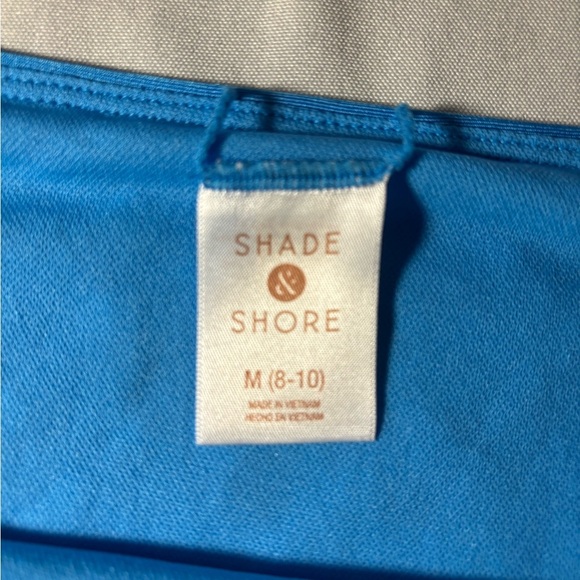 SHADE
&
SHORE
M (8-10)
MADE IN VIETNAM
HECHO EN VIETNAM